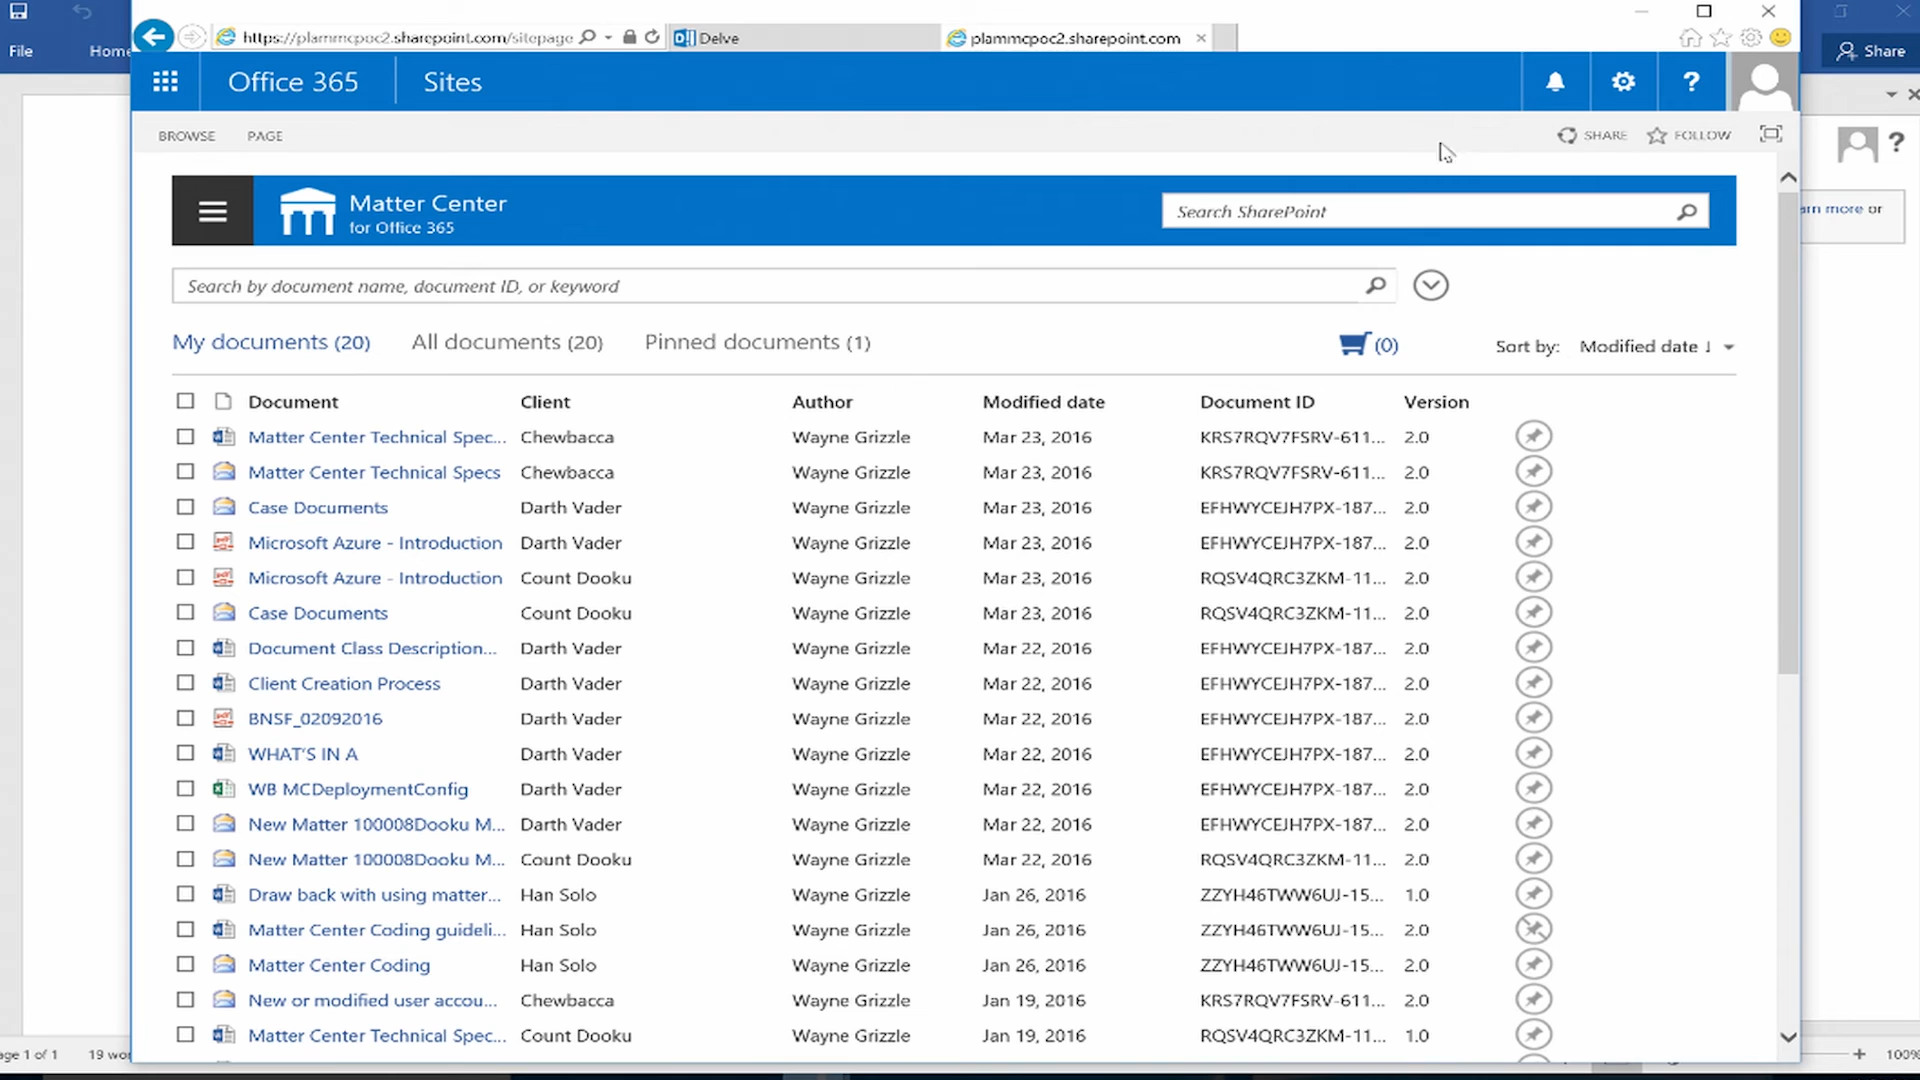 https://plammcpoc2.sharepoint.com/sitepage
Delve
plammcpoc2.sharepoint.com
File
Home
Share
Office 365
Sites
BROWSE
PAGE
SHARE
FOLLOW
Matter Center
for Office 365
Search SharePoint
or
more
Search by document name, document ID, or keyword
My documents (20)
All documents (20)
Pinned documents (1)
(0)
Sort by: Modified date ↓
Document Client Author Modified date Document ID Version
Matter Center Technical Spec... Chewbacca Wayne Grizzle Mar 23, 2016 KRS7RQV7FSRV-611... 2.0
Matter Center Technical Specs Chewbacca Wayne Grizzle Mar 23, 2016 KRS7RQV7FSRV-611... 2.0
Case Documents Darth Vader Wayne Grizzle Mar 23, 2016 EFHWYCEJH7PX-187... 2.0
Microsoft Azure - Introduction Darth Vader Wayne Grizzle Mar 23, 2016 EFHWYCEJH7PX-187... 2.0
Microsoft Azure - Introduction Count Dooku Wayne Grizzle Mar 23, 2016 RQSV4QRC3ZKM-11... 2.0
Case Documents Count Dooku Wayne Grizzle Mar 23, 2016 RQSV4QRC3ZKM-11... 2.0
Document Class Description... Darth Vader Wayne Grizzle Mar 22, 2016 EFHWYCEJH7PX-187... 2.0
Client Creation Process Darth Vader Wayne Grizzle Mar 22, 2016 EFHWYCEJH7PX-187... 2.0
BNSF_02092016 Darth Vader Wayne Grizzle Mar 22, 2016 EFHWYCEJH7PX-187... 2.0
WHAT'S IN A Darth Vader Wayne Grizzle Mar 22, 2016 EFHWYCEJH7PX-187... 2.0
WB MCDeploymentConfig Darth Vader Wayne Grizzle Mar 22, 2016 EFHWYCEJH7PX-187... 2.0
New Matter 100008Dooku M... Darth Vader Wayne Grizzle Mar 22, 2016 EFHWYCEJH7PX-187... 2.0
New Matter 100008Dooku M... Count Dooku Wayne Grizzle Mar 22, 2016 RQSV4QRC3ZKM-11... 2.0
Draw back with using matter... Han Solo Wayne Grizzle Jan 26, 2016 ZZYH46TWW6UJ-15... 1.0
Matter Center Coding guideli... Han Solo Wayne Grizzle Jan 26, 2016 ZZYH46TWW6UJ-15... 2.0
Matter Center Coding Han Solo Wayne Grizzle Jan 26, 2016 ZZYH46TWW6UJ-15... 2.0
New or modified user accou... Chewbacca Wayne Grizzle Jan 19, 2016 KRS7RQV7FSRV-611... 2.0
Matter Center Technical Spec... Count Dooku Wayne Grizzle Jan 19, 2016 RQSV4QRC3ZKM-11... 1.0
age 1 of 1 19 wor
100%